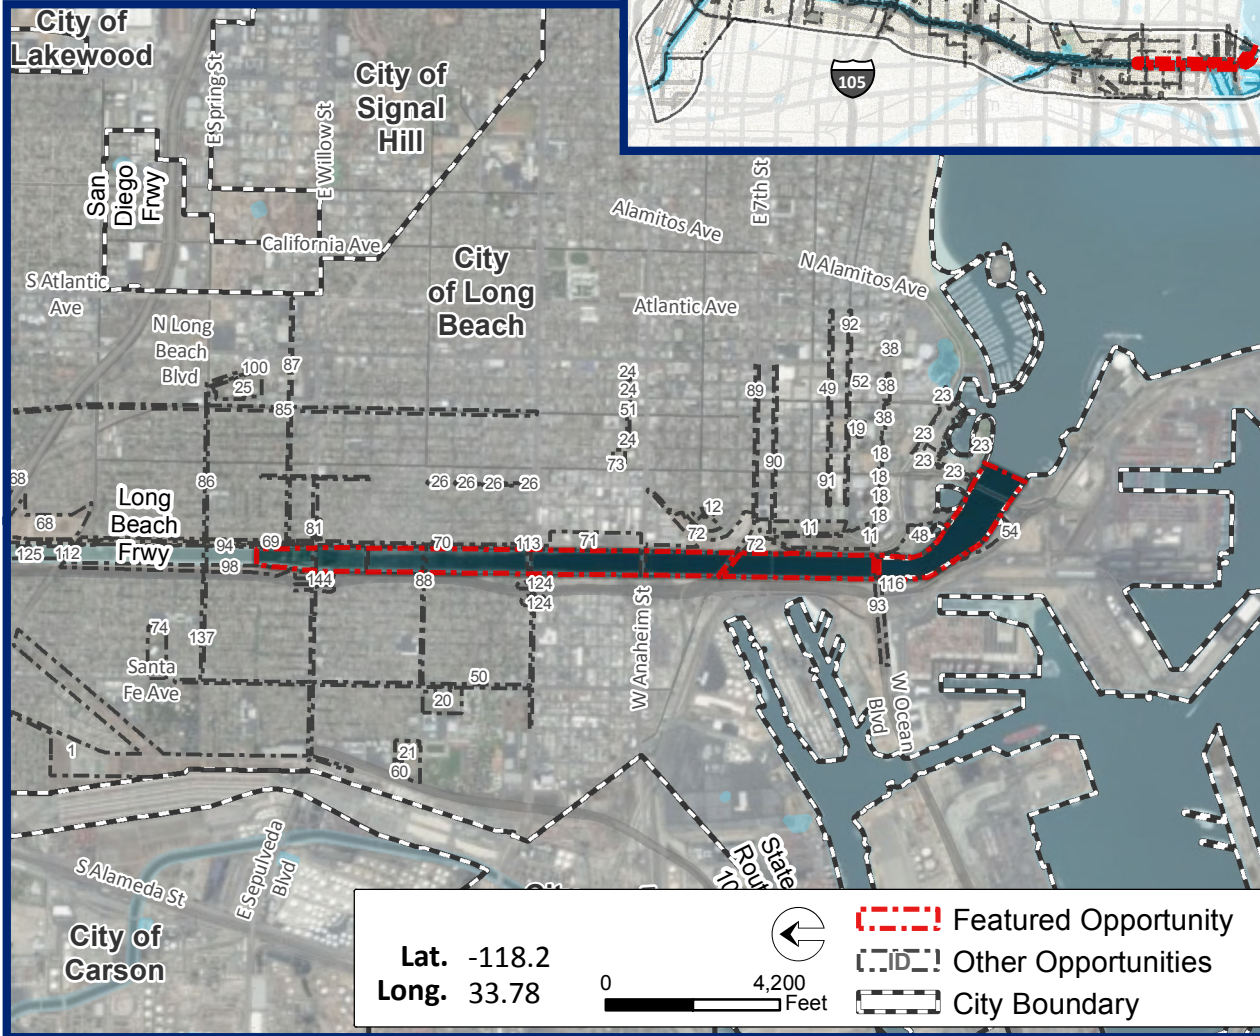 City of
Lakewood
E Spring St
City of
Signal
Hill
E Willow St
105
San
Diego
Frwy
E 7th St
Alamitos Ave
California Ave
City
of Long
Beach
N Alamitos Ave
S Atlantic
Ave
Atlantic Ave
N Long
Beach
Blvd
92
38
87
100
25
24
24
51
24
73
89
49
52
38
38
23
85
19
23
23
23
23
90
18
18
18
18
68
86
26
26
26
26
91
68
Long
Beach
Frwy
81
12
72
11
11
48
54
125
112
94
98
69
70
113
71
72
144
88
124
124
116
93
W Anaheim St
74
137
Santa
Fe Ave
50
20
W Ocean
Blvd
1
21
60
S Alameda St
E Sepulveda
Blvd
State
City of
Carson
Lat. -118.2
Long. 33.78
0 4,200
Feet
Featured Opportunity
ID Other Opportunities
City Boundary